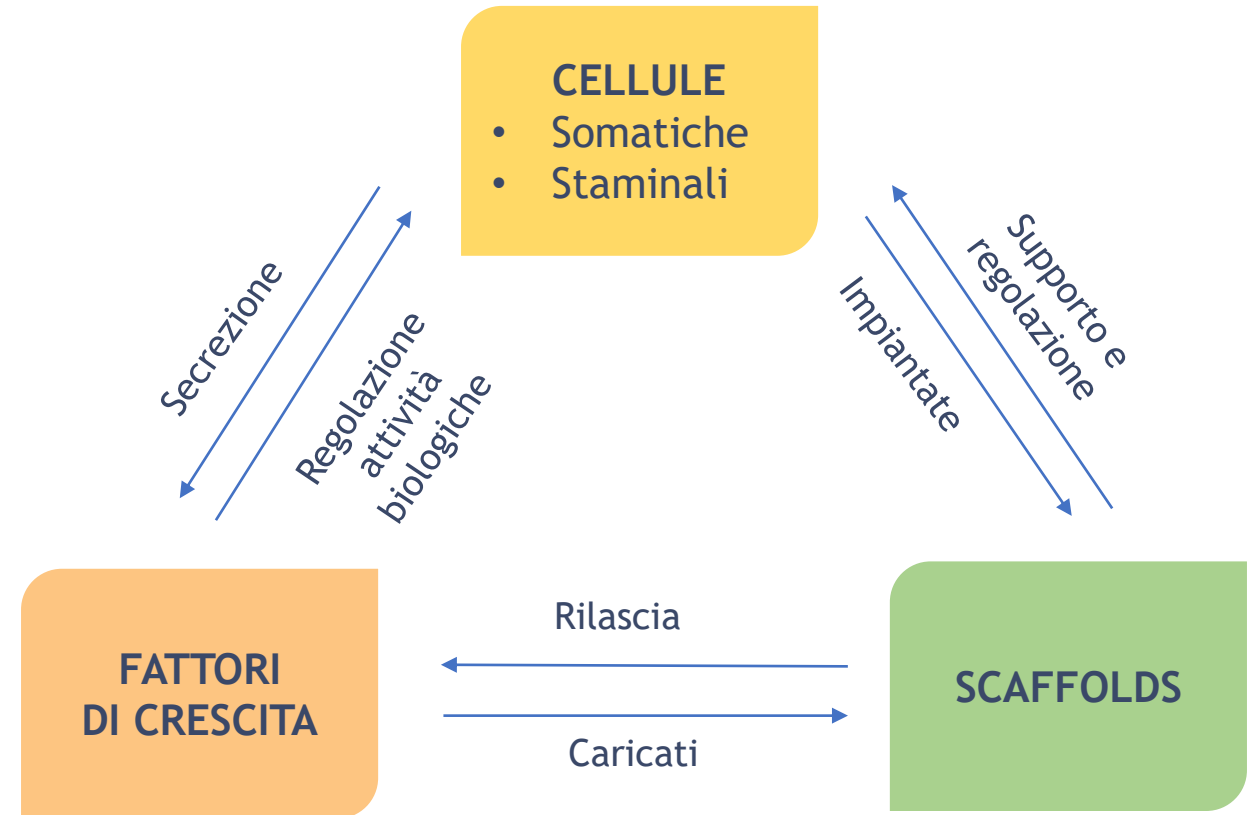 CELLULE
• Somatiche
• Staminali
Secrezione
Regolazione
attività
biologiche
Impiantate
Supporto e
regolazione
FATTORI
DI CRESCITA
Rilascia
Caricati
SCAFFOLDS